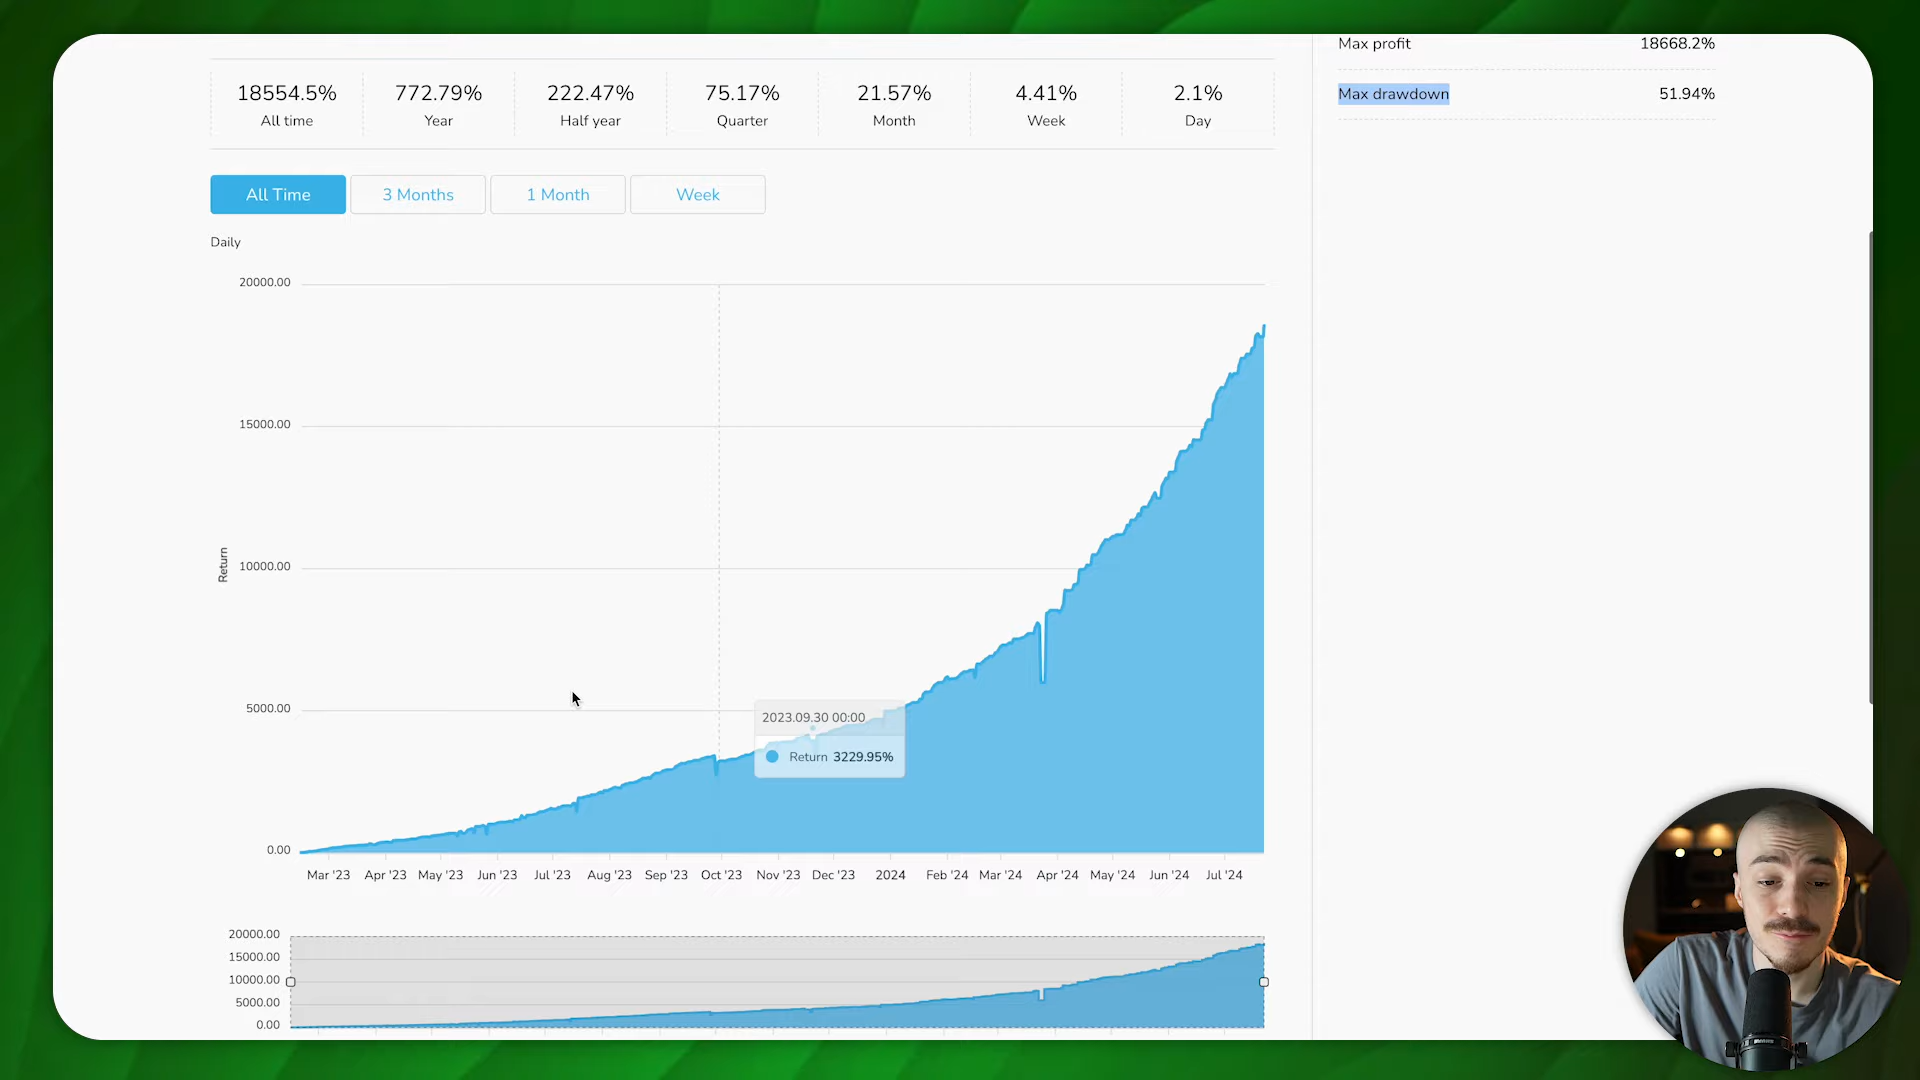 Max profit 18668.2%
18554.5% 772.79% 222.47% 75.17% 21.57% 4.41% 2.1%
All time Year Half year Quarter Month Week Day
Max drawdown 51.94%
All Time 3 Months 1 Month Week
Daily
20000.00
15000.00
Return
10000.00
5000.00
2023.09.30 00:00
Return 3229.95%
0.00
Mar '23 Apr '23 May '23 Jun '23 Jul '23 Aug '23 Sep '23 Oct '23 Nov '23 Dec '23 2024 Feb '24 Mar '24 Apr '24 May '24 Jun '24 Jul '24
20000.00
15000.00
10000.00
5000.00
0.00